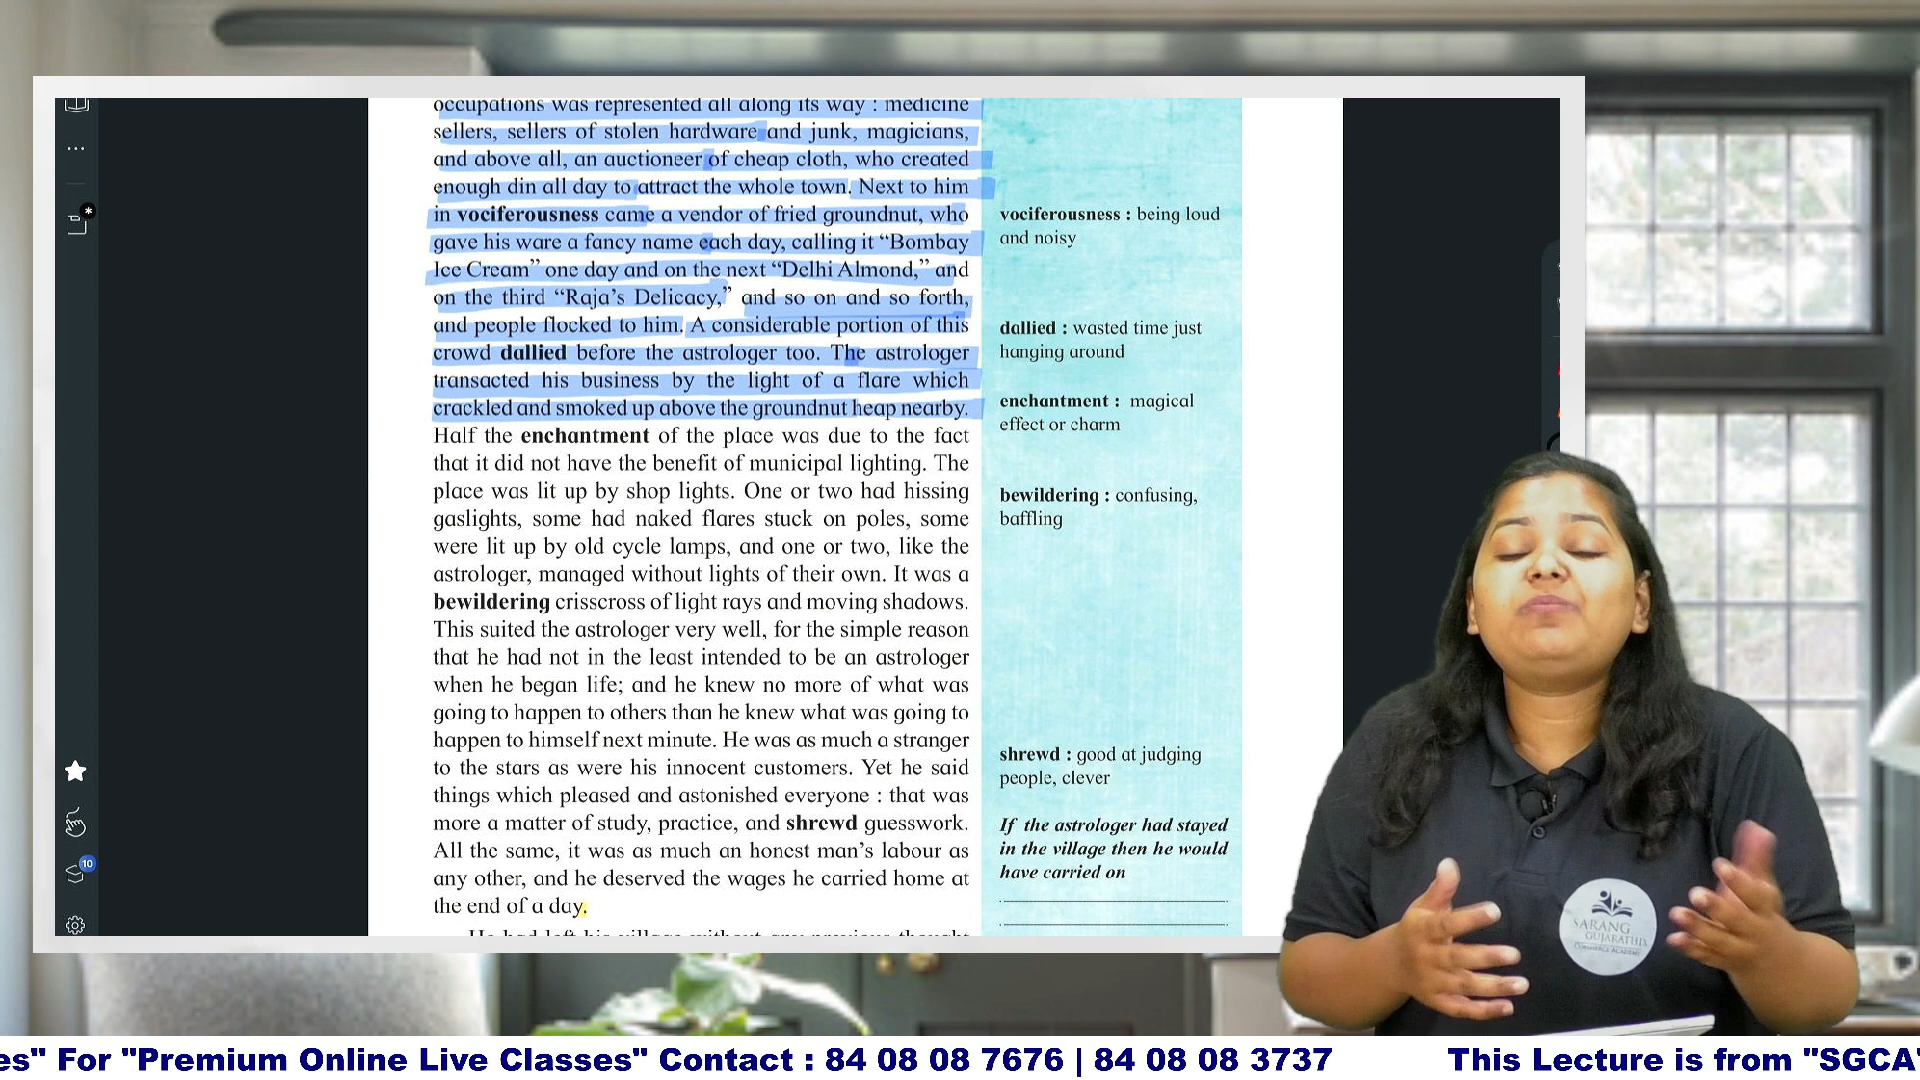 occupations was represented all along its way : medicine
sellers, sellers of stolen hardware and junk, magicians,
and above all, an auctioneer of cheap cloth, who created
enough din all day to attract the whole town. Next to him
in vociferousness came a vendor of fried groundnut, who
gave his ware a fancy name each day, calling it “Bombay
Ice Cream” one day and on the next “Delhi Almond,” and
on the third “Raja’s Delicacy,” and so on and so forth,
and people flocked to him. A considerable portion of this
crowd dallied before the astrologer too. The astrologer
transacted his business by the light of a flare which
crackled and smoked up above the groundnut heap nearby.
Half the enchantment of the place was due to the fact
that it did not have the benefit of municipal lighting. The
place was lit up by shop lights. One or two had hissing
gaslights, some had naked flares stuck on poles, some
were lit up by old cycle lamps, and one or two, like the
astrologer, managed without lights of their own. It was a
bewildering crisscross of light rays and moving shadows.
This suited the astrologer very well, for the simple reason
that he had not in the least intended to be an astrologer
when he began life; and he knew no more of what was
going to happen to others than he knew what was going to
happen to himself next minute. He was as much a stranger
to the stars as were his innocent customers. Yet he said
things which pleased and astonished everyone : that was
more a matter of study, practice, and shrewd guesswork.
All the same, it was as much an honest man’s labour as
any other, and he deserved the wages he carried home at
the end of a day.
He had left his village without any previous thought
vociferousness : being loud
and noisy
dallied : wasted time just
hanging around
enchantment : magical
effect or charm
bewildering : confusing,
baffling
shrewd : good at judging
people, clever
If the astrologer had stayed
in the village then he would
have carried on
10
SARANG
GUJARATHI'S
COMMERCE ACADEMY
es" For "Premium Online Live Classes" Contact : 84 08 08 7676 | 84 08 08 3737
This Lecture is from "SGCA"